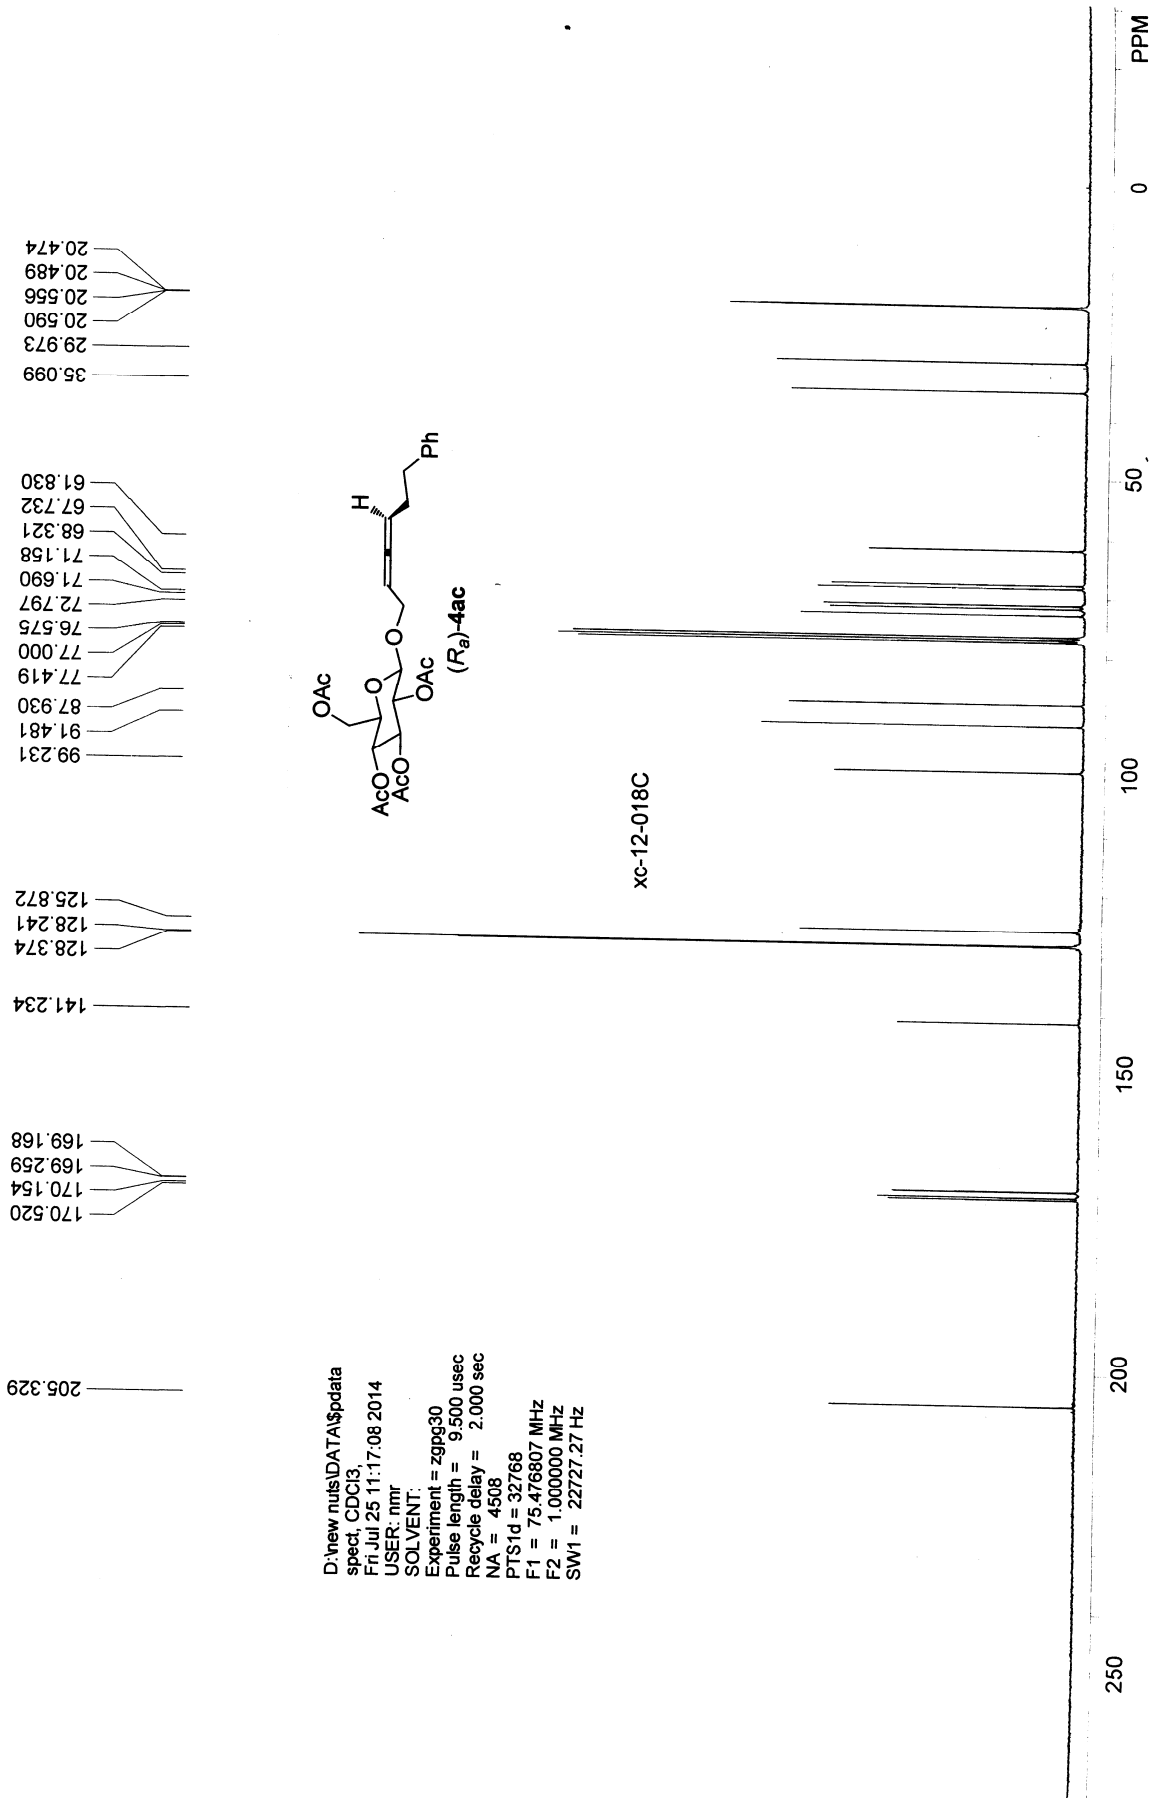 205.329
170.520
170.154
169.259
169.168
141.234
128.374
128.241
125.872
99.231
91.481
87.930
77.419
77.000
76.575
72.797
71.690
71.158
68.321
67.732
61.830
35.099
29.973
20.590
20.556
20.489
20.474
D:\new nuts\DATA\$pdata
spect, CDCl3,
Fri Jul 25 11:17:08 2014
USER: nmr
SOLVENT:
Experiment = zgpg30
Pulse length = 9.500 usec
Recycle delay = 2.000 sec
NA = 4508
PTS1d = 32768
F1 = 75.476807 MHz
F2 = 1.000000 MHz
SW1 = 22727.27 Hz
OAc
AcO
AcO
O
OAc
O
H
Ph
(Ra)-4ac
xc-12-018C
250
200
150
100
50
0
PPM